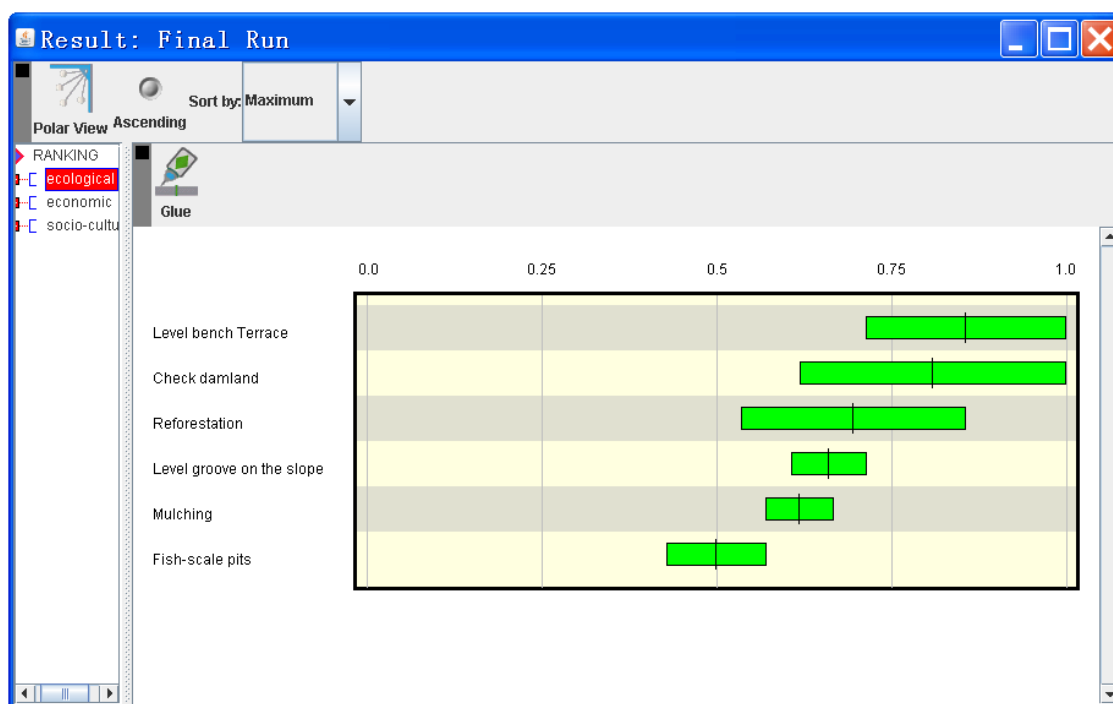 Result: Final Run
Polar View
Ascending
Sort by: Maximum
RANKING
ecological
economic
socio-cultu
Glue
0.0 0.25 0.5 0.75 1.0
Level bench Terrace
Check damland
Reforestation
Level groove on the slope
Mulching
Fish-scale pits